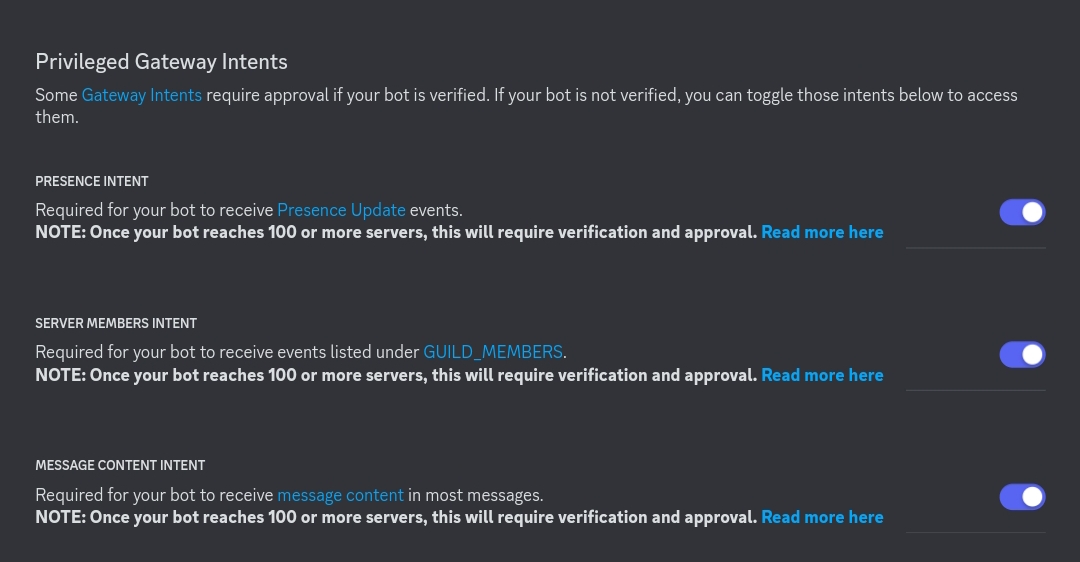 Privileged Gateway Intents
Some Gateway Intents require approval if your bot is verified. If your bot is not verified, you can toggle those intents below to access
them.
PRESENCE INTENT
Required for your bot to receive Presence Update events.
NOTE: Once your bot reaches 100 or more servers, this will require verification and approval. Read more here
SERVER MEMBERS INTENT
Required for your bot to receive events listed under GUILD_MEMBERS.
NOTE: Once your bot reaches 100 or more servers, this will require verification and approval. Read more here
MESSAGE CONTENT INTENT
Required for your bot to receive message content in most messages.
NOTE: Once your bot reaches 100 or more servers, this will require verification and approval. Read more here